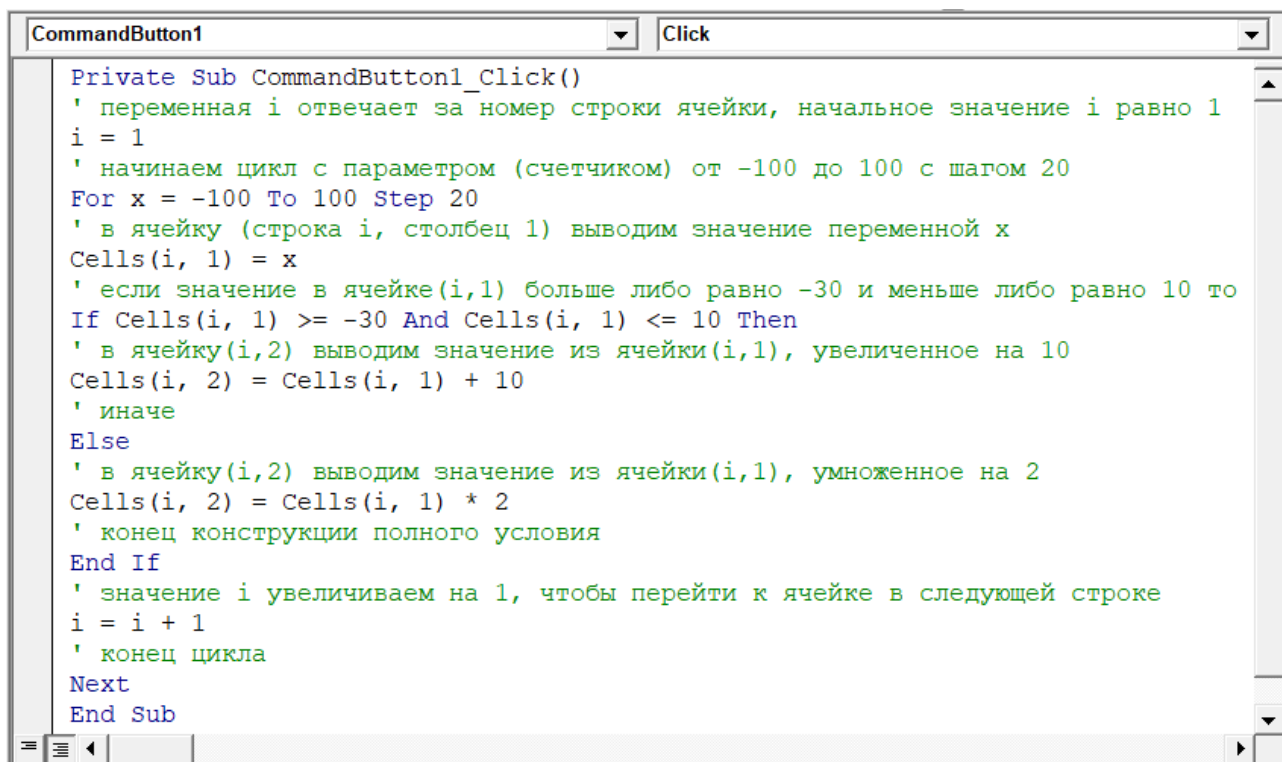 CommandButton1 Click
Private Sub CommandButton1_Click()
' переменная i отвечает за номер строки ячейки, начальное значение i равно 1
i = 1
' начинаем цикл с параметром (счетчиком) от -100 до 100 с шагом 20
For x = -100 To 100 Step 20
' в ячейку (строка i, столбец 1) выводим значение переменной x
Cells(i, 1) = x
' если значение в ячейке(i,1) больше либо равно -30 и меньше либо равно 10 то
If Cells(i, 1) >= -30 And Cells(i, 1) <= 10 Then
' в ячейку(i,2) выводим значение из ячейки(i,1), увеличенное на 10
Cells(i, 2) = Cells(i, 1) + 10
' иначе
Else
' в ячейку(i,2) выводим значение из ячейки(i,1), умноженное на 2
Cells(i, 2) = Cells(i, 1) * 2
' конец конструкции полного условия
End If
' значение i увеличиваем на 1, чтобы перейти к ячейке в следующей строке
i = i + 1
' конец цикла
Next
End Sub